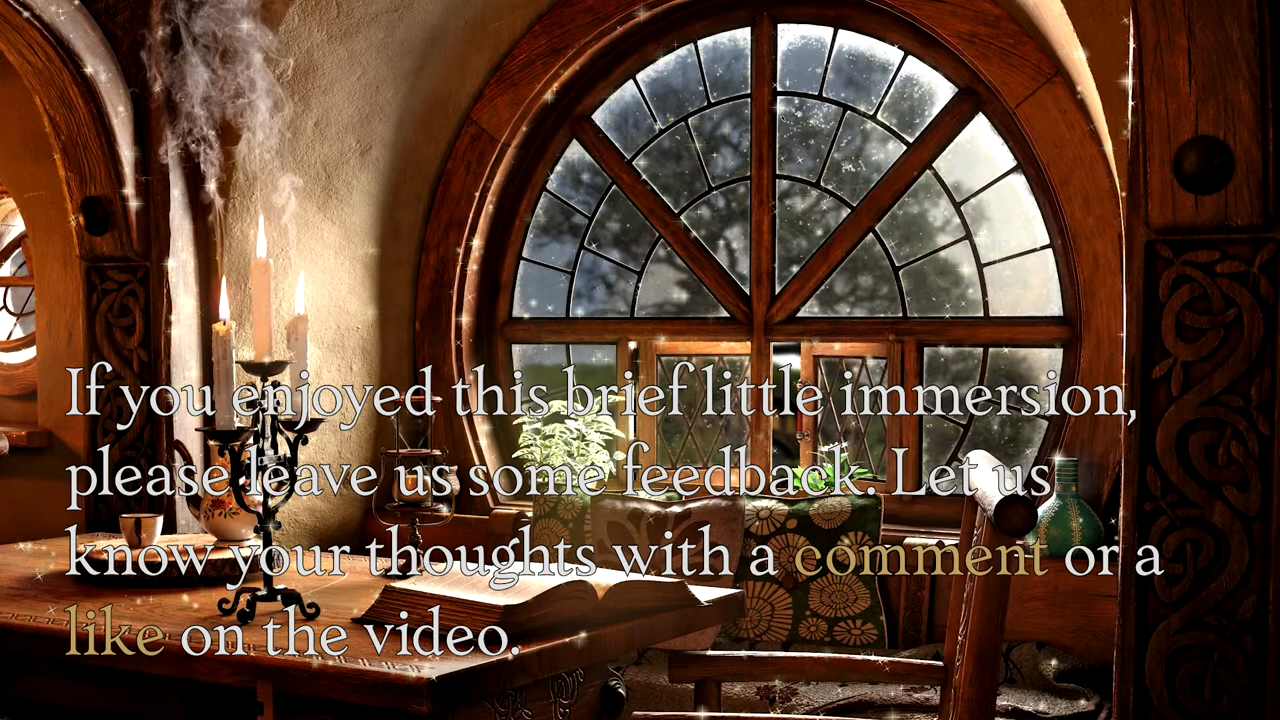 If you enjoyed this brief little immersion,
please leave us some feedback. Let us
know your thoughts with a comment or a
like on the video.